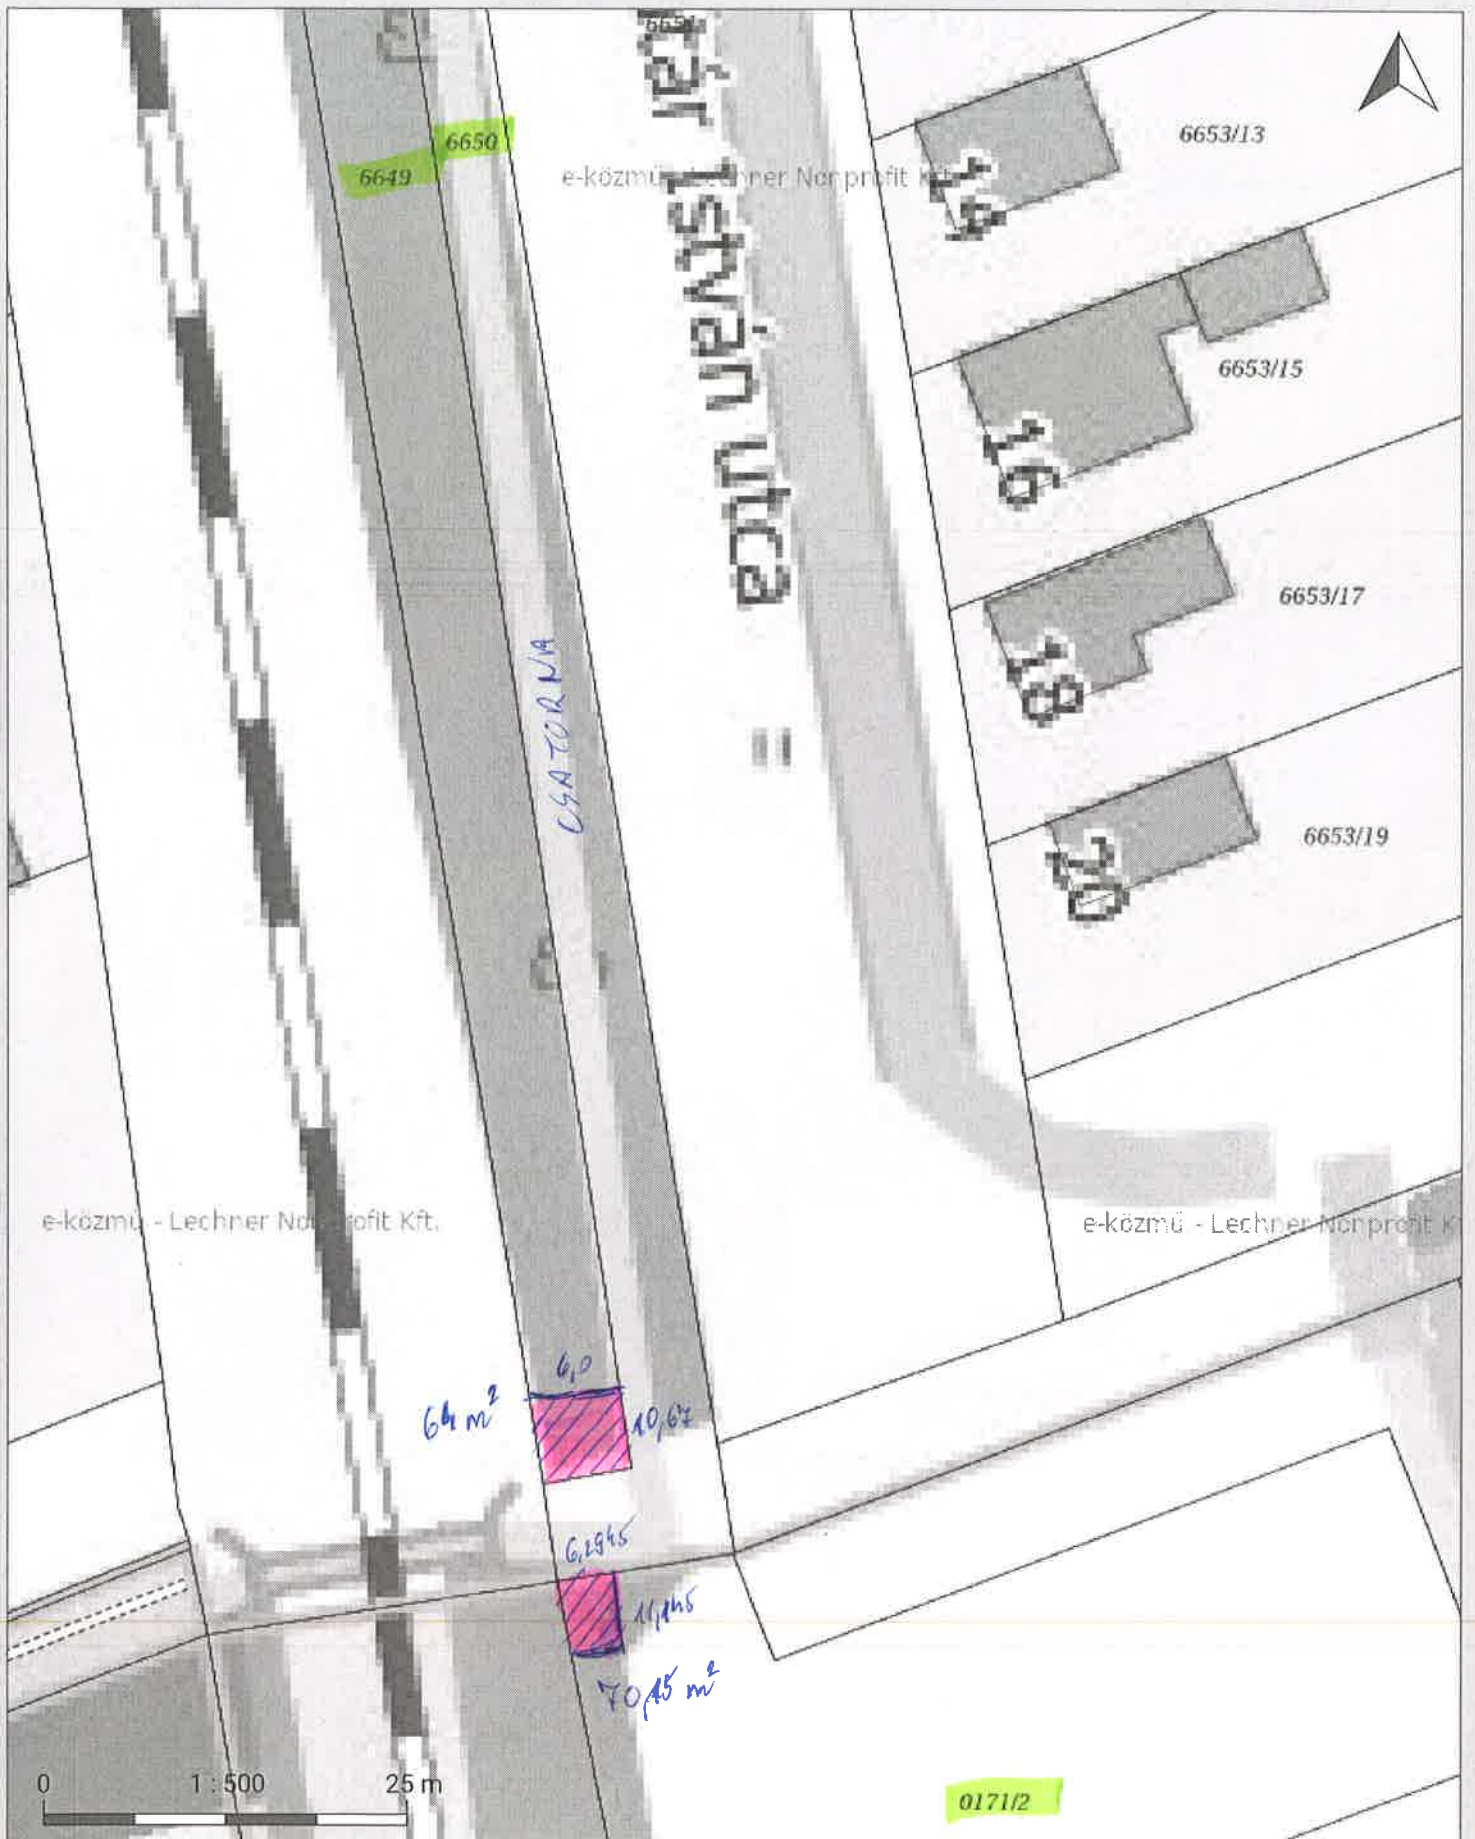 6650
6649
6653/13
e-közmű - Lechner Nonprofit Kft.
14
István utca
6653/15
16
6653/17
18
CSATORNA
6653/19
20
e-közmű - Lechner Nonprofit Kft.
e-közmű - Lechner Nonprofit K
6,0
64 m²
10,67
6,2945
11,145
70,15 m²
0 1 : 500 25 m
0171/2